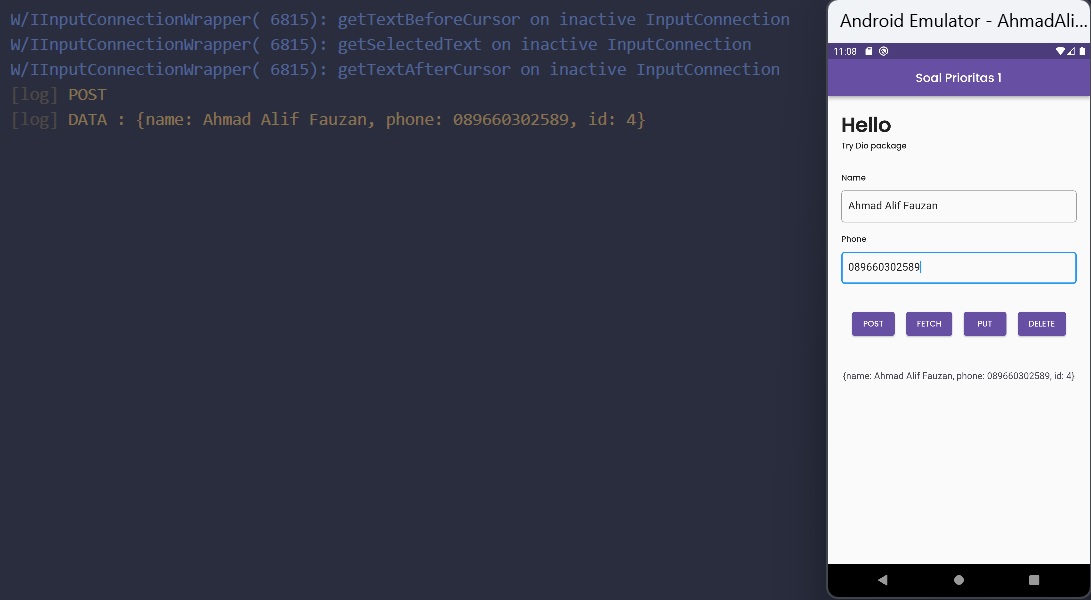 W/IInputConnectionWrapper( 6815): getTextBeforeCursor on inactive InputConnection
W/IInputConnectionWrapper( 6815): getSelectedText on inactive InputConnection
W/IInputConnectionWrapper( 6815): getTextAfterCursor on inactive InputConnection
[log] POST
[log] DATA : {name: Ahmad Alif Fauzan, phone: 089660302589, id: 4}
Android Emulator - AhmadAli...
11:08
Soal Prioritas 1
Hello
Try Dio package
Name
Ahmad Alif Fauzan
Phone
089660302589
POST FETCH PUT DELETE
{name: Ahmad Alif Fauzan, phone: 089660302589, id: 4}